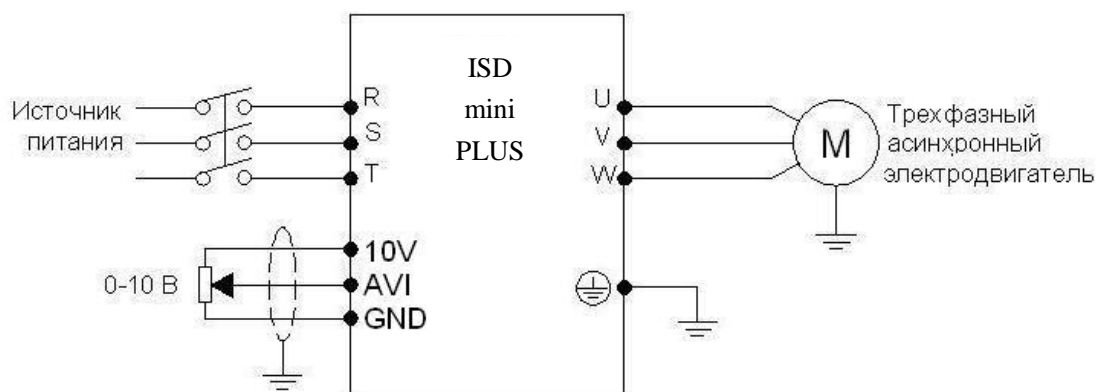 ISD
mini
PLUS
Источник
питания
R
S
T
U
V
W
M
Трехфазный
асинхронный
электродвигатель
0-10 В
10V
AVI
GND